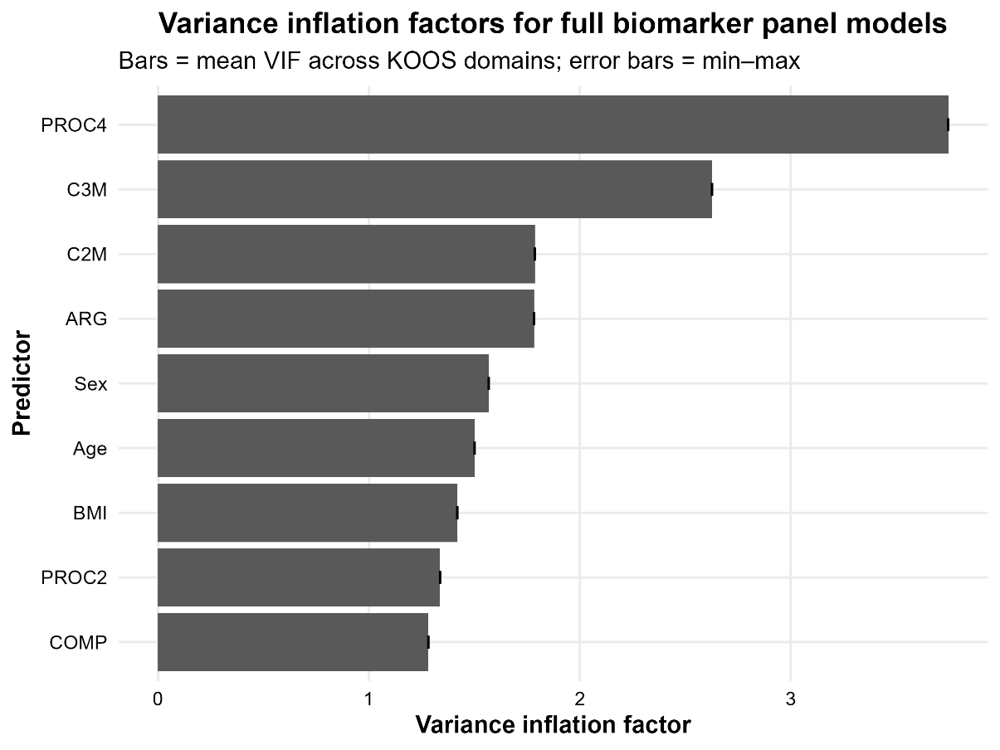 Variance inflation factors for full biomarker panel models
Bars = mean VIF across KOOS domains; error bars = min–max
Predictor
PROC4
C3M
C2M
ARG
Sex
Age
BMI
PROC2
COMP
0 1 2 3
Variance inflation factor